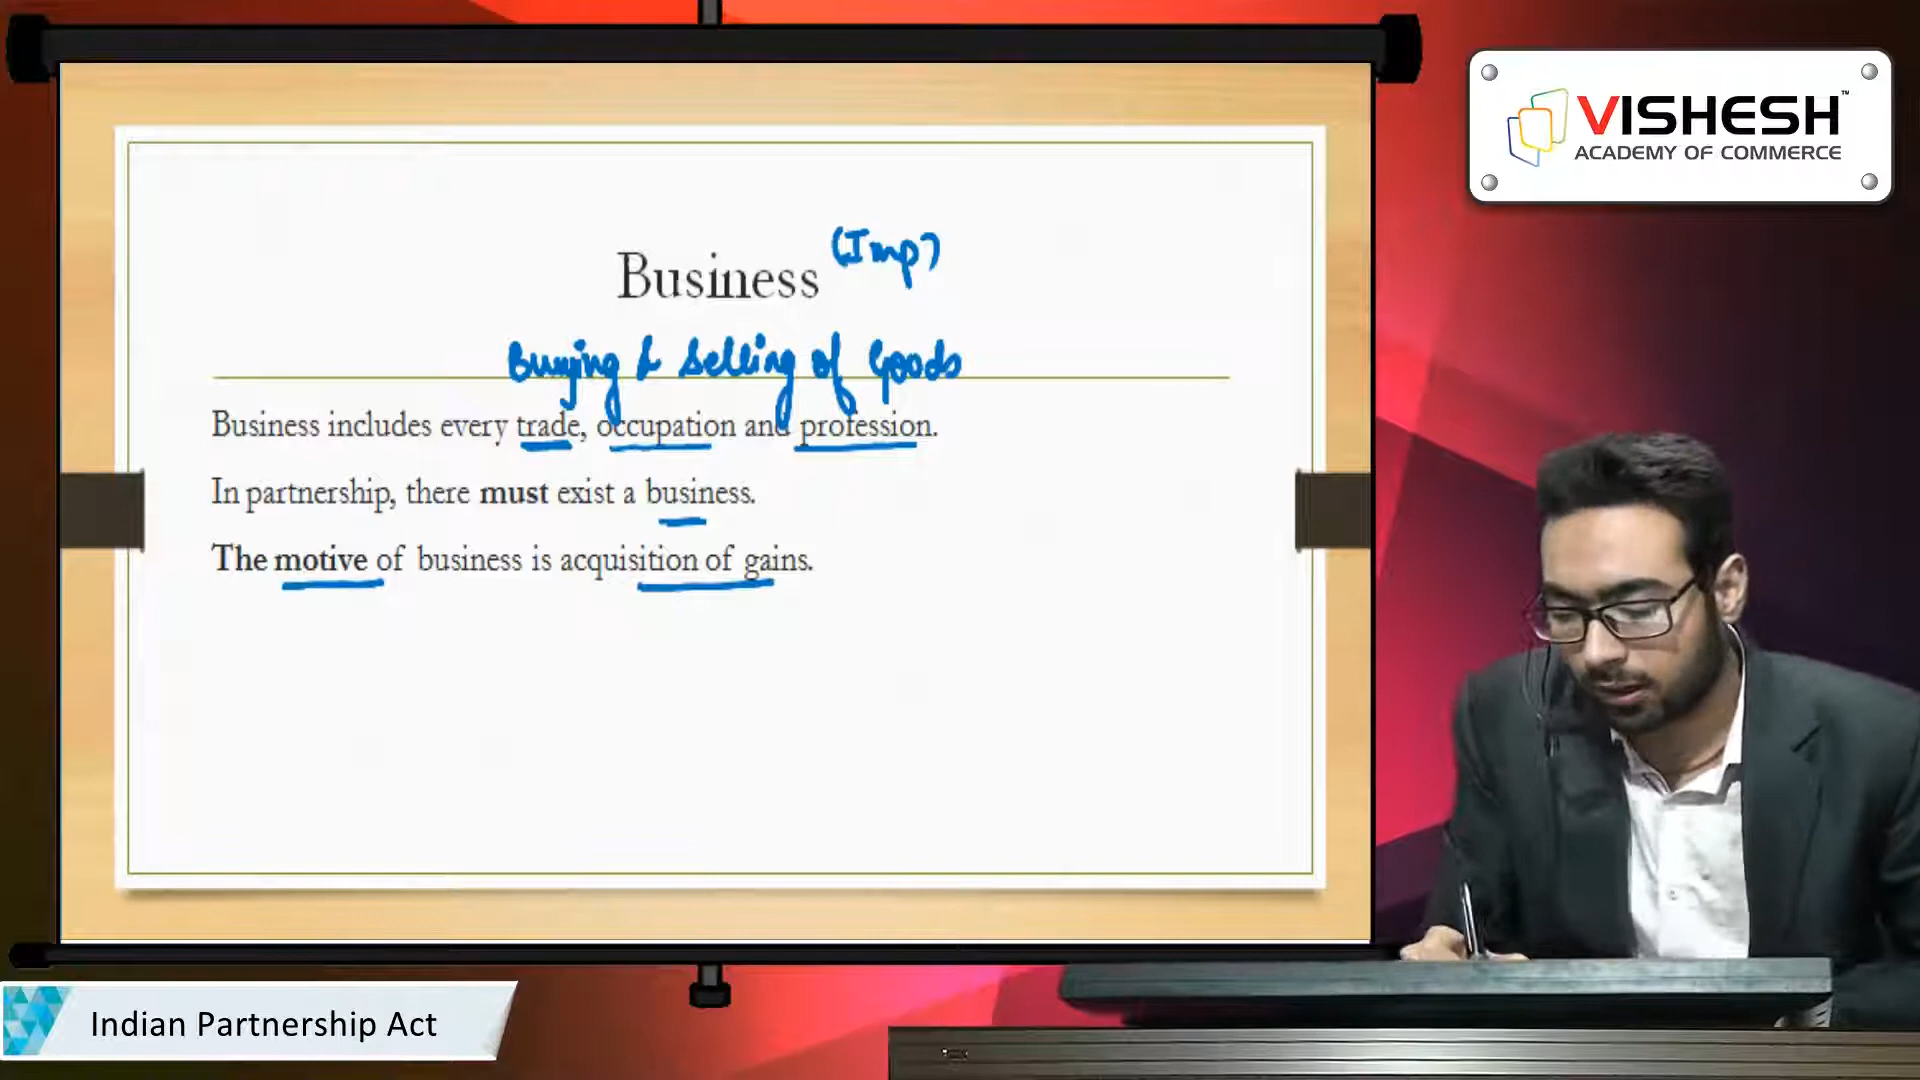 VISHESH™
ACADEMY OF COMMERCE
Business (Imp)
Buying & Selling of Goods
Business includes every trade, occupation and profession.
In partnership, there must exist a business.
The motive of business is acquisition of gains.
Indian Partnership Act